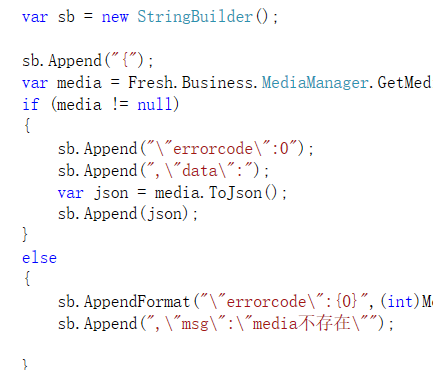 var sb = new StringBuilder();
sb.Append("{");
var media = Fresh.Business.MediaManager.GetMed
if (media != null)
{
sb.Append("\"errorcode\":0");
sb.Append(",\"data\":");
var json = media.ToJson();
sb.Append(json);
}
else
{
sb.AppendFormat("\"errorcode\":{0}",(int)Me
sb.Append(",\"msg\":\"media不存在\"");
}